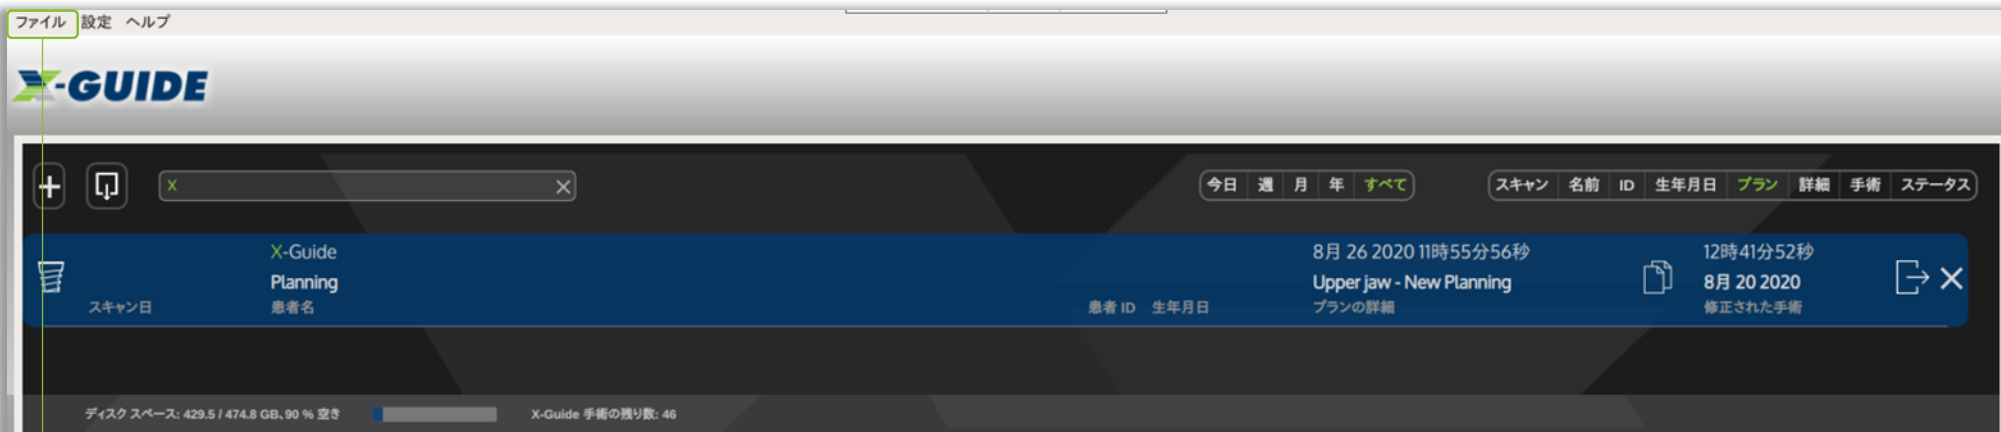 ファイル 設定 ヘルプ
X-GUIDE
X
今日 週 月 年 すべて
スキャン 名前 ID 生年月日 プラン 詳細 手術 ステータス
X-Guide 8月 26 2020 11時55分56秒 12時41分52秒
Planning Upper jaw - New Planning 8月 20 2020
スキャン日 患者名 患者 ID 生年月日 プランの詳細 修正された手術
ディスク スペース: 429.5 / 474.8 GB、90 % 空き X-Guide 手術の残り数: 46